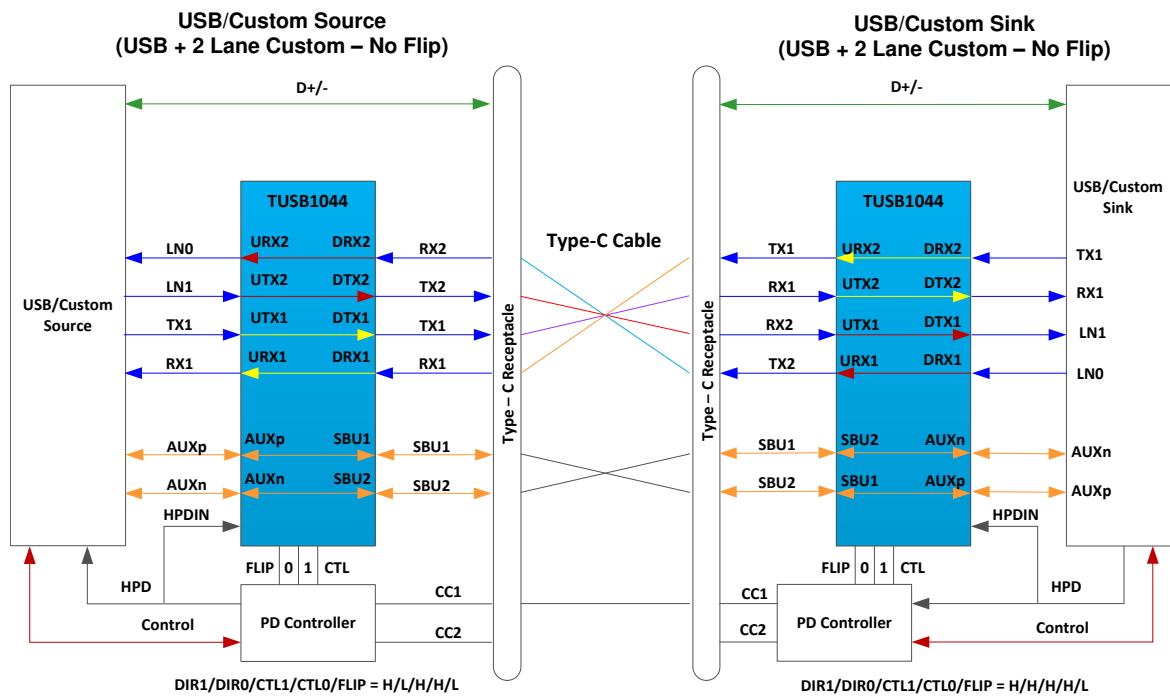 USB/Custom Source
(USB + 2 Lane Custom – No Flip)
USB/Custom Sink
(USB + 2 Lane Custom – No Flip)
D+/-
D+/-
TUSB1044
TUSB1044
USB/Custom
Sink
Type-C Cable
LN0
URX2
DRX2
RX2
TX1
URX2
DRX2
TX1
LN1
UTX2
DTX2
TX2
RX1
UTX2
DTX2
RX1
USB/Custom
Source
TX1
UTX1
DTX1
TX1
RX2
UTX1
DTX1
LN1
RX1
URX1
DRX1
RX1
TX2
URX1
DRX1
LN0
Type – C Receptacle
Type – C Receptacle
AUXp
AUXp
SBU1
SBU1
SBU1
SBU2
AUXn
AUXn
AUXn
AUXn
SBU2
SBU2
SBU2
SBU1
AUXp
AUXp
HPDIN
HPDIN
FLIP
0
1
CTL
FLIP
0
1
CTL
HPD
CC1
CC1
HPD
Control
PD Controller
CC2
CC2
PD Controller
Control
DIR1/DIR0/CTL1/CTL0/FLIP = H/L/H/H/L
DIR1/DIR0/CTL1/CTL0/FLIP = H/H/H/H/L